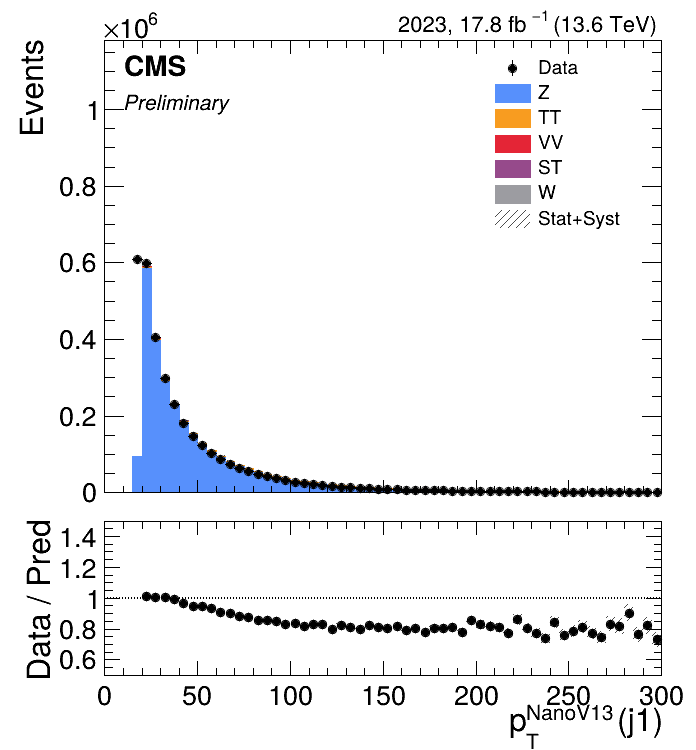 ×10⁶
2023, 17.8 fb⁻¹ (13.6 TeV)
CMS
Preliminary
Events
Data
Z
TT
VV
ST
W
Stat+Syst
1
0.8
0.6
0.4
0.2
0
Data / Pred
1.4
1.2
1
0.8
0.6
0 50 100 150 200 250 300
p_T^NanoV13(j1)